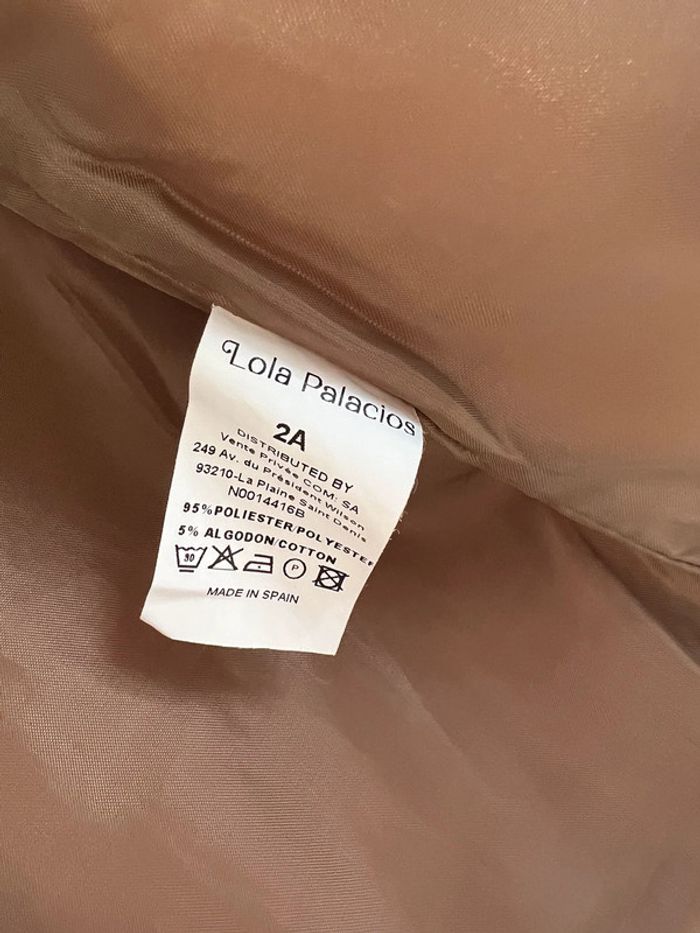 Lola Palacios
2A
DISTRIBUTED BY
Vente Privée COM: SA
249 Av. du Président Wilson
93210-La Plaine Saint Denis
N0014416B
95%POLIESTER/POLYESTER
5% ALGODON/COTTON
30 P
MADE IN SPAIN